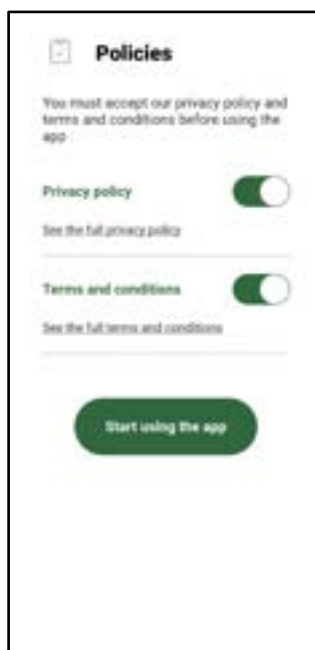 Policies
You must accept our privacy policy and
terms and conditions before using the
app
Privacy policy
See the full privacy policy
Terms and conditions
See the full terms and conditions
Start using the app